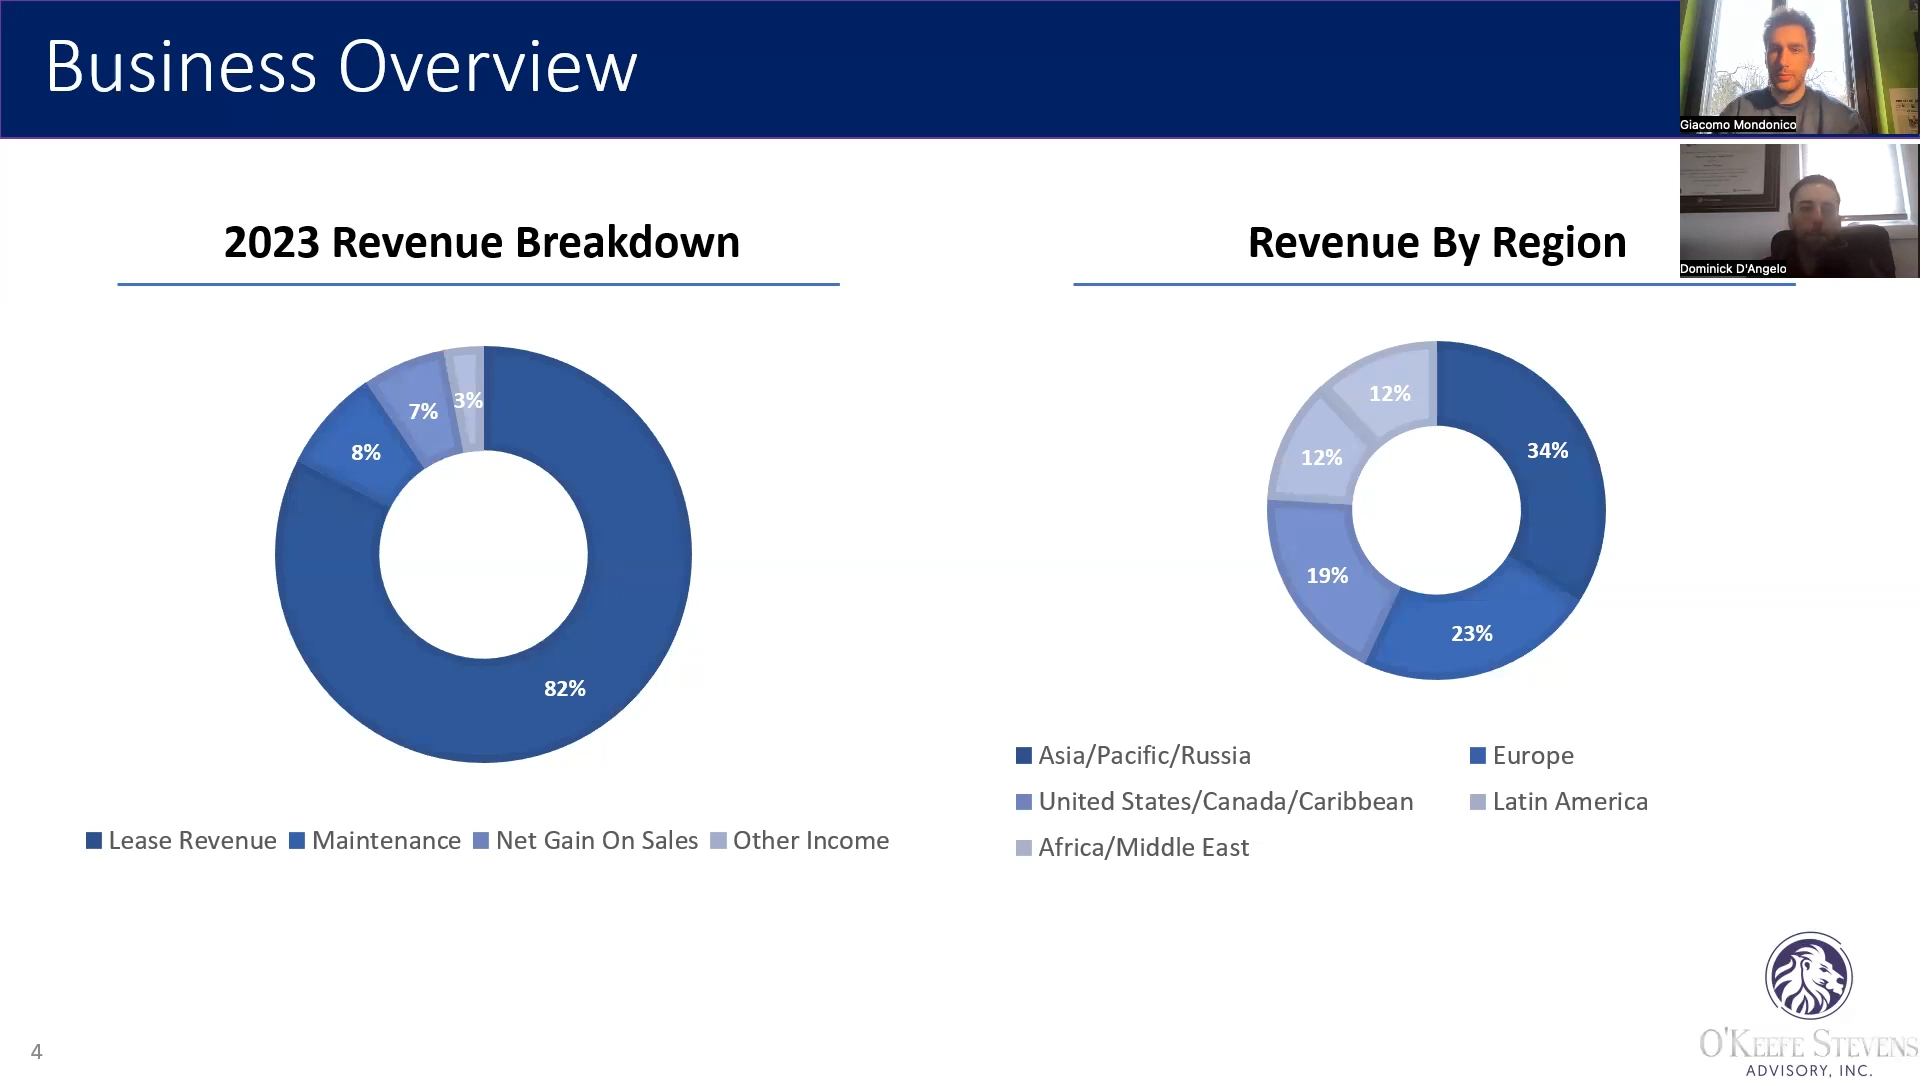 Business Overview
Giacomo Mondonico
Dominick D'Angelo
2023 Revenue Breakdown
3%
7%
8%
82%
Lease Revenue Maintenance Net Gain On Sales Other Income
Revenue By Region
12%
34%
12%
19%
23%
Asia/Pacific/Russia Europe
United States/Canada/Caribbean Latin America
Africa/Middle East
4
O'KEEFE STEVENS
ADVISORY, INC.